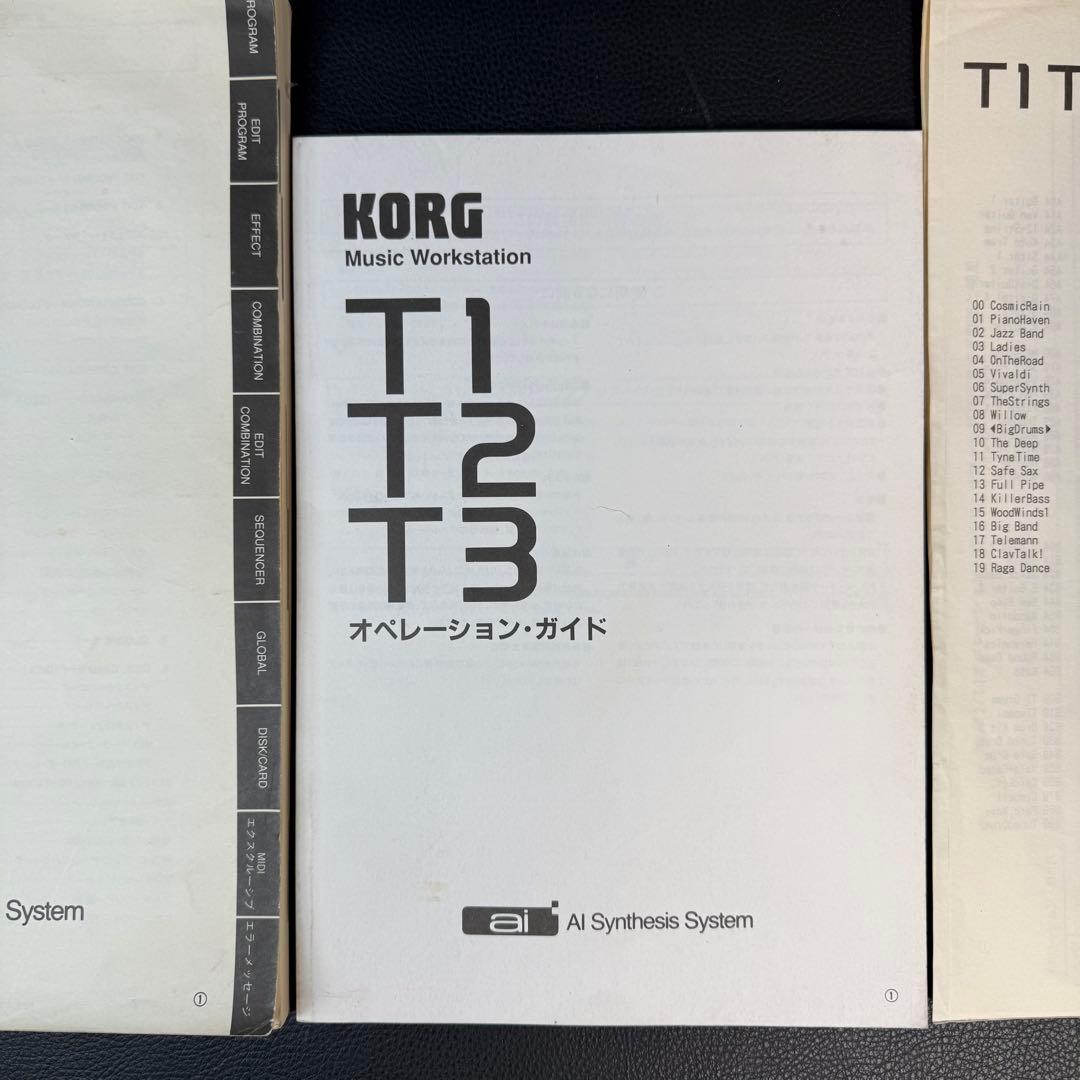 ROGRAM
EDIT
PROGRAM
EFFECT
COMBINATION
EDIT
COMBINATION
SEQUENCER
GLOBAL
DISK/CARD
MIDI
エクスクルーシブ
エラーメッセージ
System
①
KORG
Music Workstation
T1
T2
T3
オペレーション・ガイド
ai AI Synthesis System
①
T1 T
00 CosmicRain
01 PianoHaven
02 Jazz Band
03 Ladies
04 OnTheRoad
05 Vivaldi
06 SuperSynth
07 TheStrings
08 Willow
09 ◀BigDrums▶
10 The Deep
11 TyneTime
12 Safe Sax
13 Full Pipe
14 KillerBass
15 WoodWinds1
16 Big Band
17 Telemann
18 ClavTalk!
19 Raga Dance